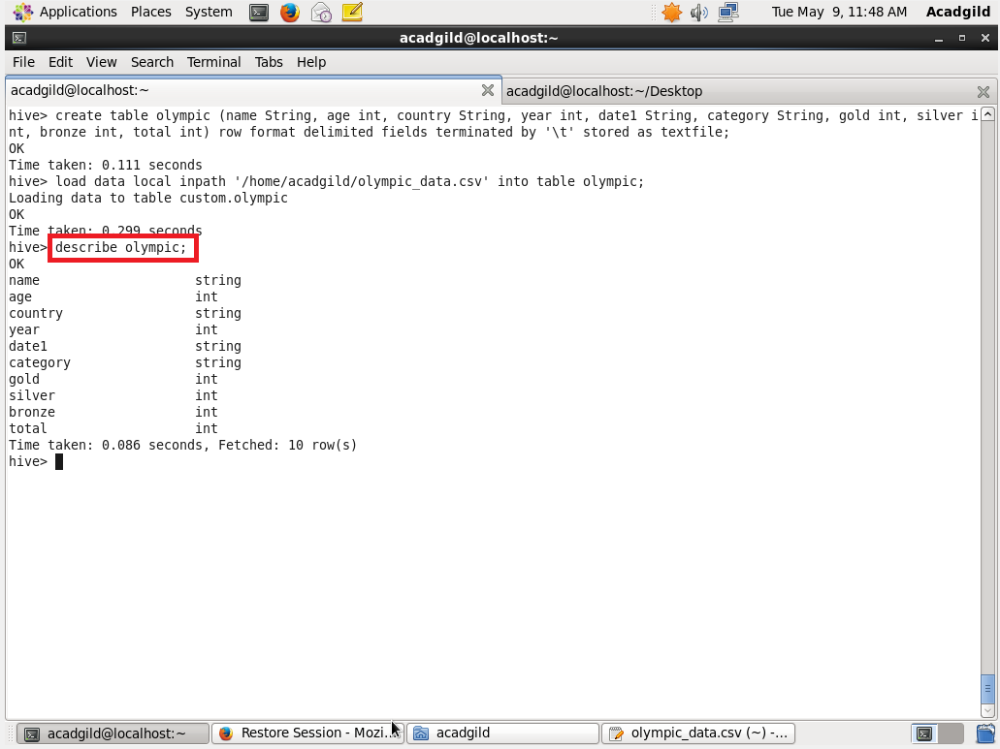 Applications Places System Tue May 9, 11:48 AM Acadgild
acadgild@localhost:~
File Edit View Search Terminal Tabs Help
acadgild@localhost:~ acadgild@localhost:~/Desktop
hive> create table olympic (name String, age int, country String, year int, date1 String, category String, gold int, silver i
nt, bronze int, total int) row format delimited fields terminated by '\t' stored as textfile;
OK
Time taken: 0.111 seconds
hive> load data local inpath '/home/acadgild/olympic_data.csv' into table olympic;
Loading data to table custom.olympic
OK
Time taken: 0.299 seconds
hive> describe olympic;
OK
name string
age int
country string
year int
date1 string
category string
gold int
silver int
bronze int
total int
Time taken: 0.086 seconds, Fetched: 10 row(s)
hive>
acadgild@localhost:~ Restore Session - Mozi... acadgild olympic_data.csv (~) -...